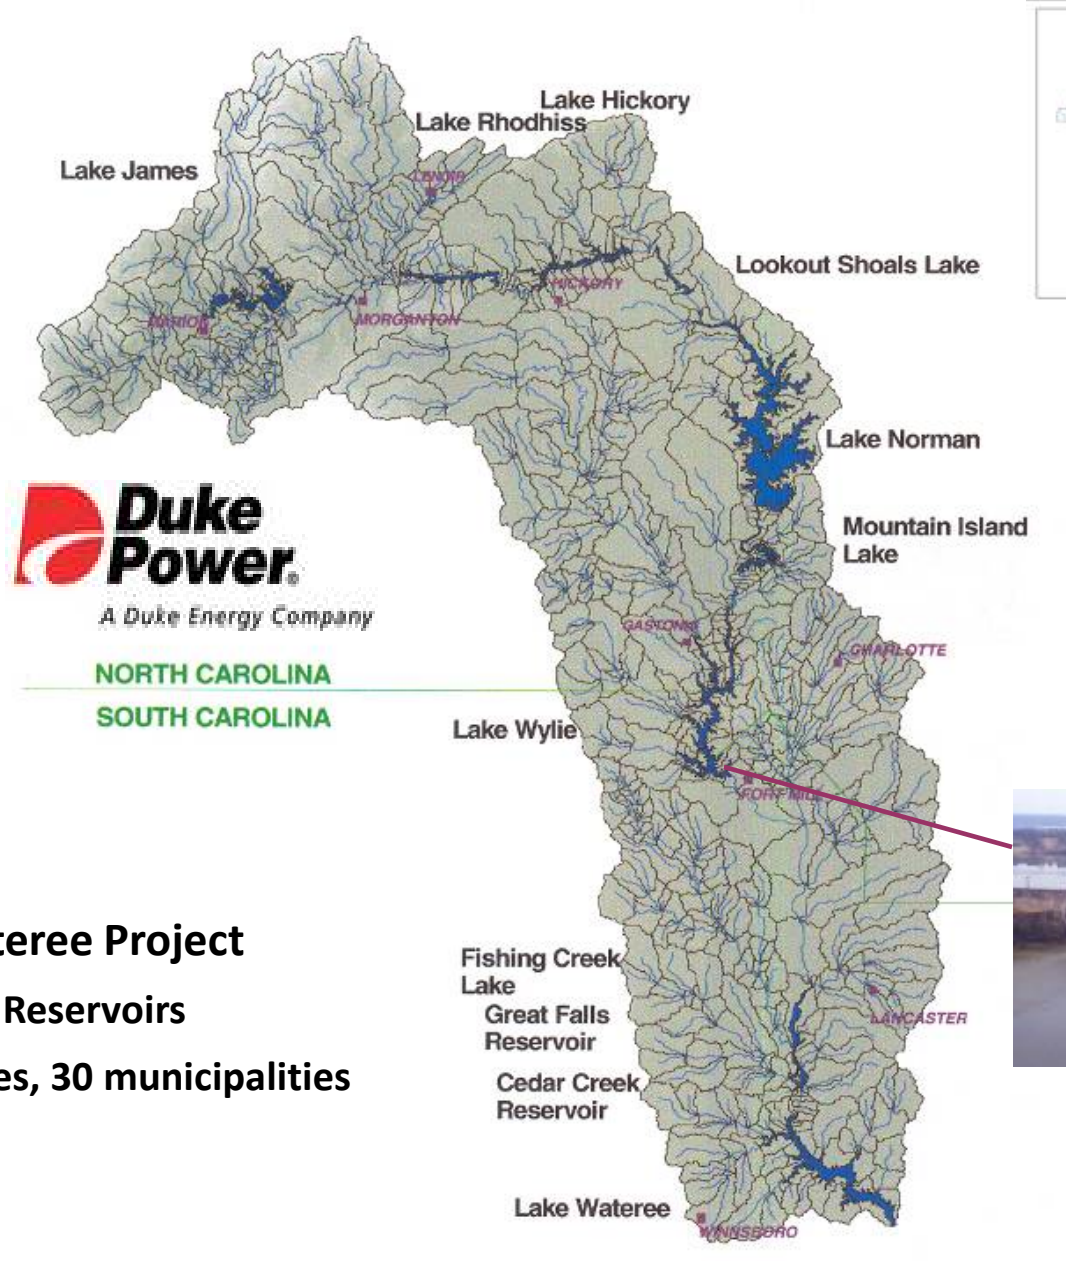 Lake Hickory
Lake Rhodhiss
Lake James
LENOIR
Lookout Shoals Lake
HICKORY
MARION
MORGANTON
Lake Norman
Duke
Power®
A Duke Energy Company
Mountain Island
Lake
GASTONIA
CHARLOTTE
NORTH CAROLINA
SOUTH CAROLINA
Lake Wylie
FORT MILL
teree Project
Reservoirs
es, 30 municipalities
Fishing Creek
Lake
Great Falls
Reservoir
LANCASTER
Cedar Creek
Reservoir
Lake Wateree
WINNSBORO